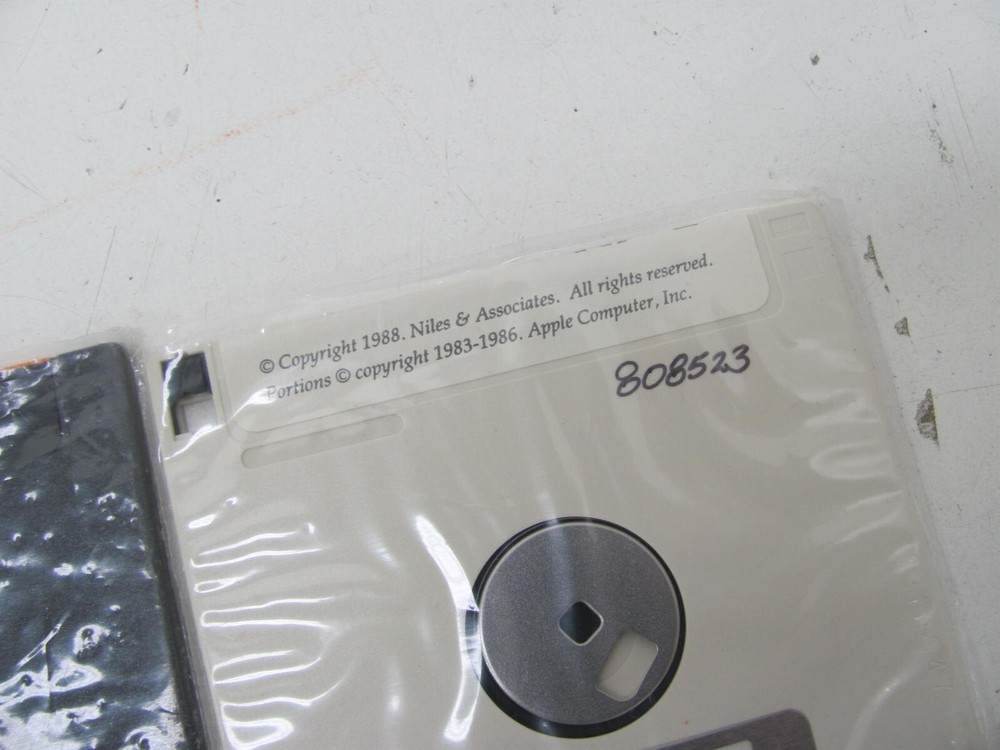 © Copyright 1988. Niles & Associates. All rights reserved.
Portions © copyright 1983-1986. Apple Computer, Inc.
808523